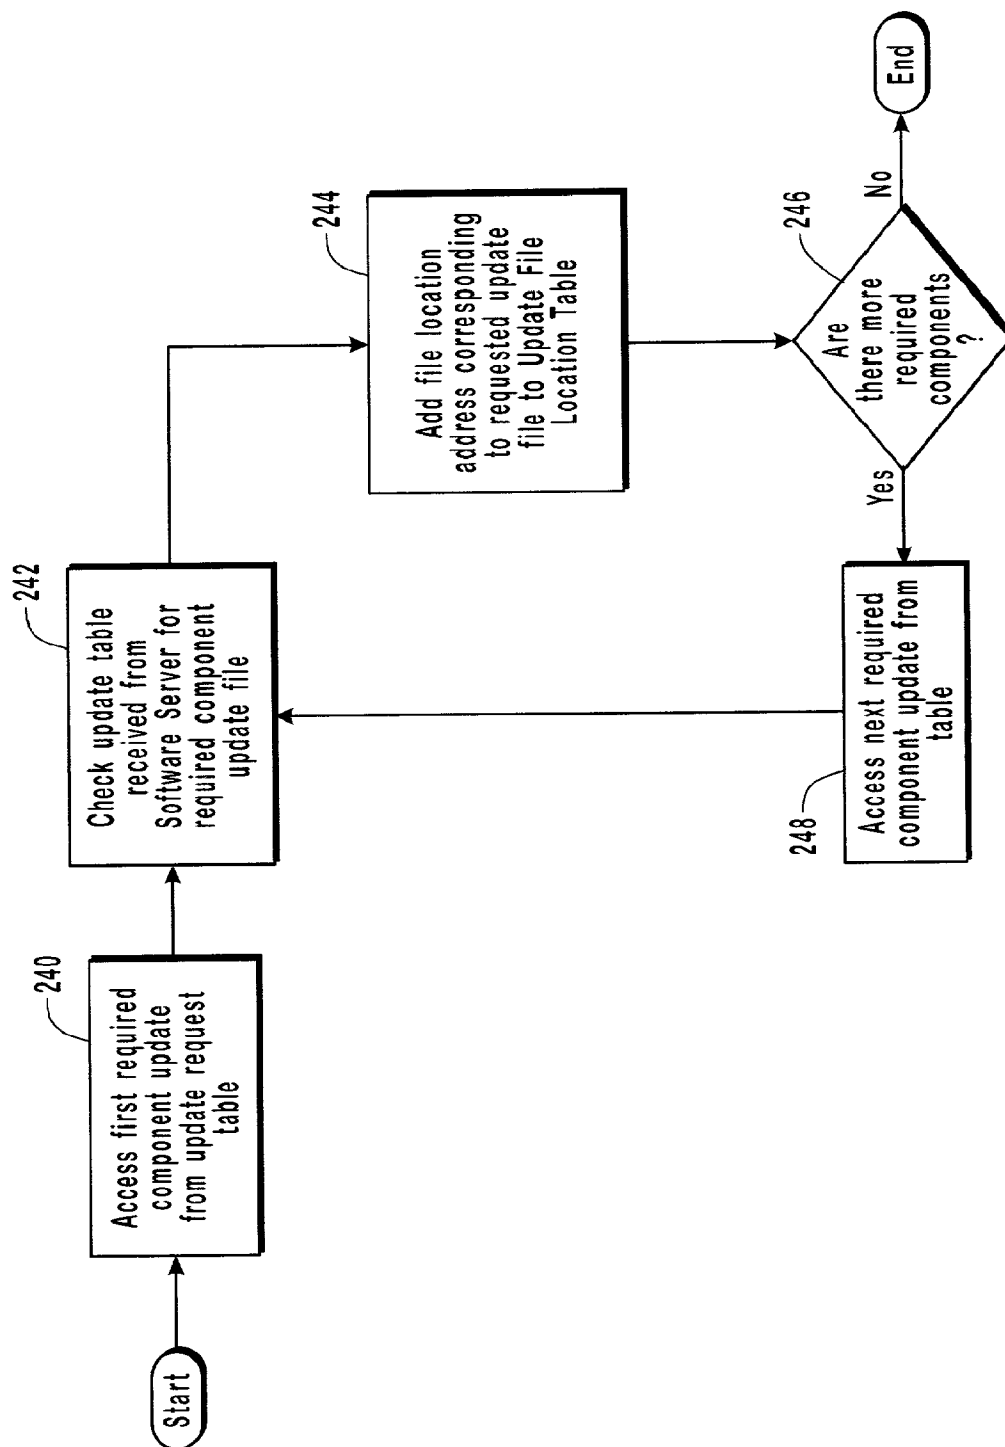 Start
240
Access first required
component update
from update request
table
242
Check update table
received from
Software Server for
required component
update file
244
Add file location
address corresponding
to requested update
file to Update File
Location Table
246
Are
there more
required
components
?
No
End
Yes
248
Access next required
component update from
table